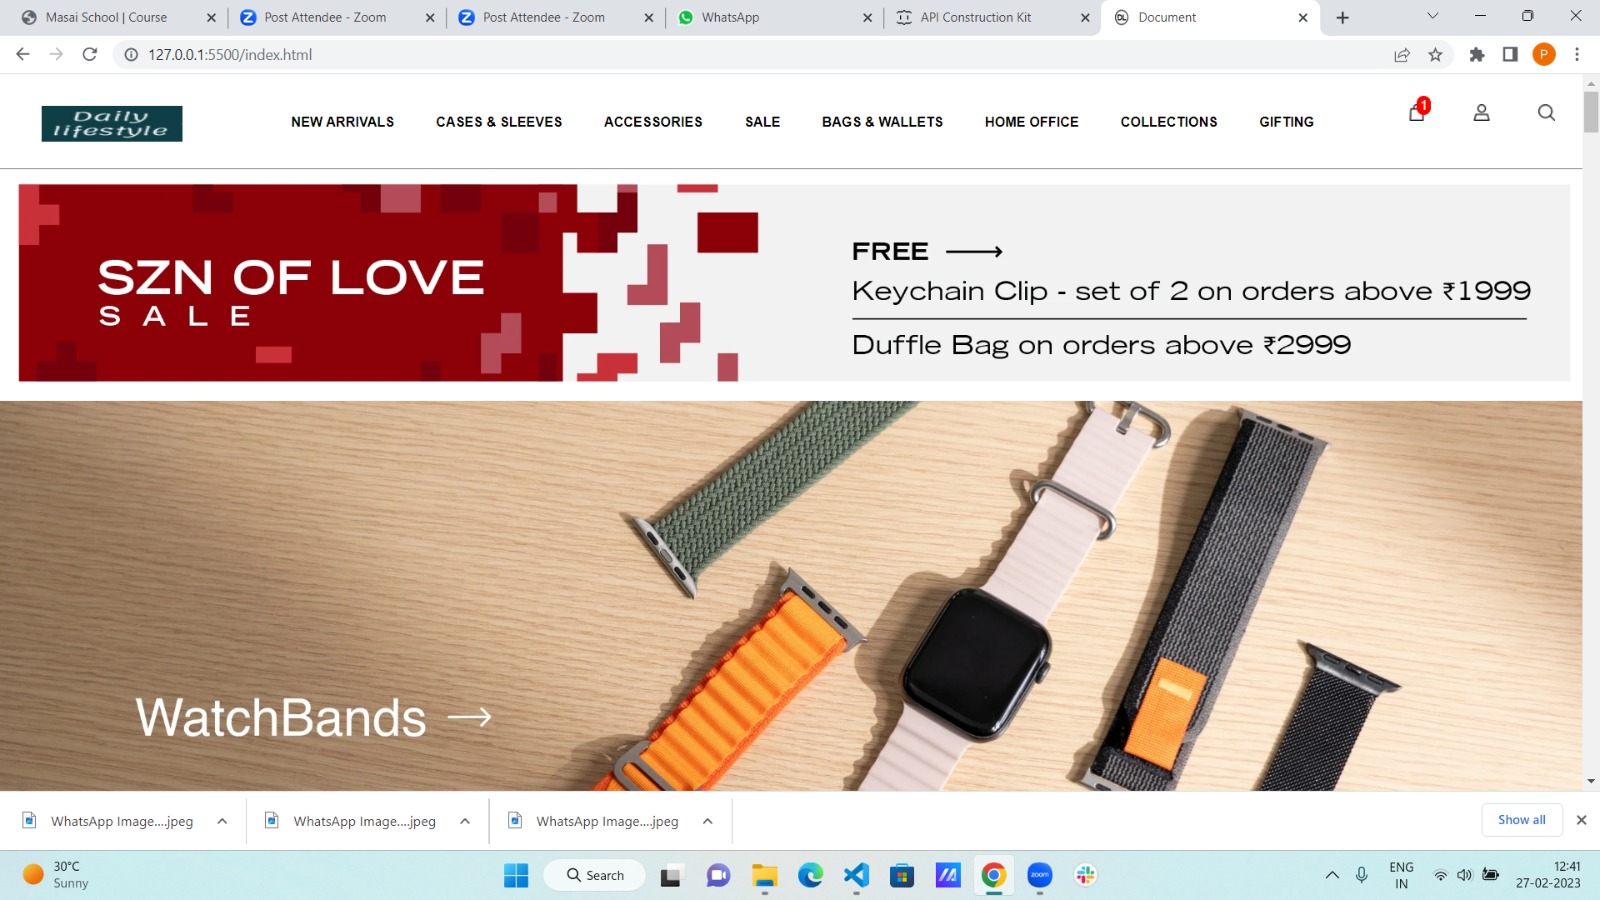 Masai School | Course
Post Attendee - Zoom
Post Attendee - Zoom
WhatsApp
API Construction Kit
DL
Document
127.0.0.1:5500/index.html
P
Daily
lifestyle
NEW ARRIVALS
CASES & SLEEVES
ACCESSORIES
SALE
BAGS & WALLETS
HOME OFFICE
COLLECTIONS
GIFTING
1
SZN OF LOVE
SALE
FREE
Keychain Clip - set of 2 on orders above ₹1999
Duffle Bag on orders above ₹2999
WatchBands
WhatsApp Image....jpeg
WhatsApp Image....jpeg
WhatsApp Image....jpeg
Show all
30°C
Sunny
Search
zoom
ENG
IN
12:41
27-02-2023